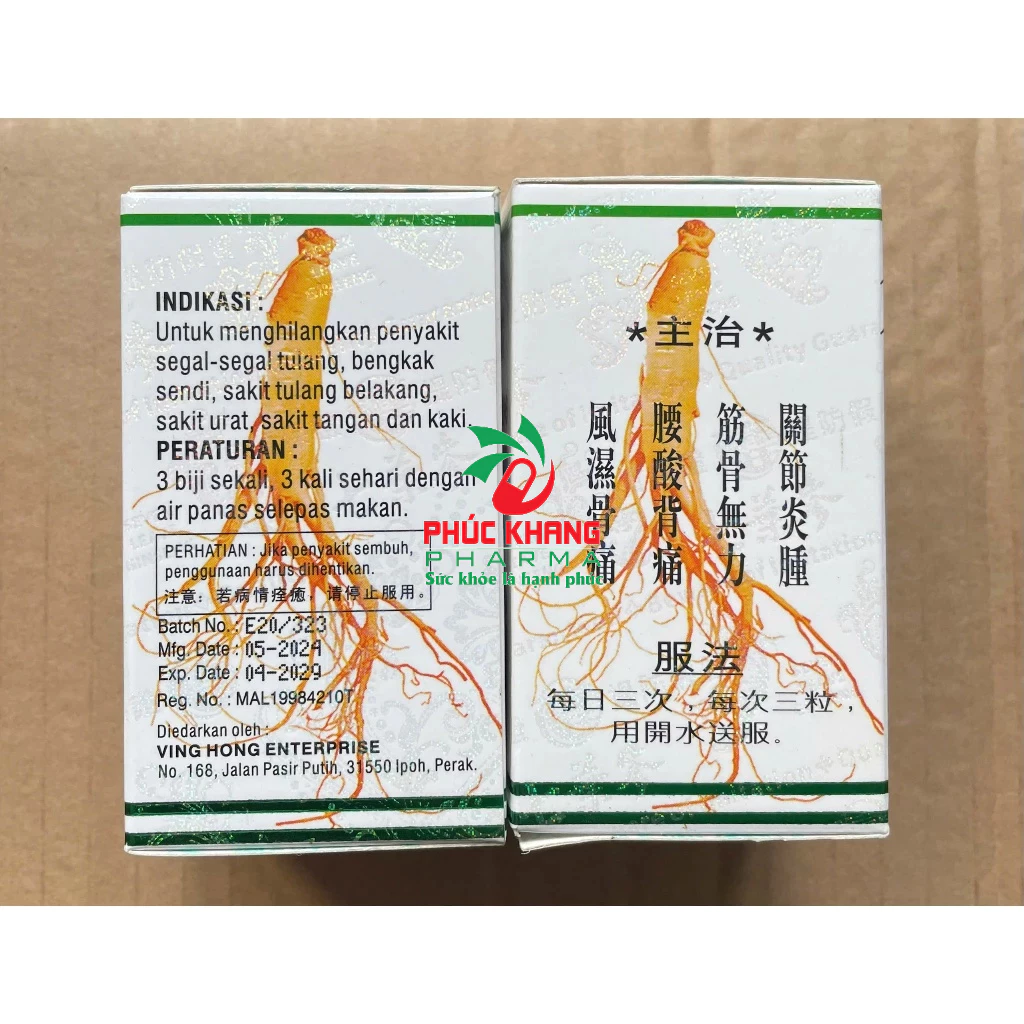 INDIKASI :
Untuk menghilangkan penyakit
segal-segal tulang, bengkak
sendi, sakit tulang belakang,
sakit urat, sakit tangan dan kaki.
PERATURAN :
3 biji sekali, 3 kali sehari dengan
air panas selepas makan.
PERHATIAN : Jika penyakit sembuh,
penggunaan harus dihentikan.
注意：若病情痊癒，请停止服用。
Batch No. : E20/323
Mfg. Date : 05-2024
Exp. Date : 04-2029
Reg. No. : MAL19984210T
Diedarkan oleh :
VING HONG ENTERPRISE
No. 168, Jalan Pasir Putih, 31550 Ipoh, Perak.
PHÚC KHANG
PHARMA
Sức khỏe là hạnh phúc
*主治*
關節炎腫
筋骨無力
腰酸背痛
風濕骨痛
服法
每日三次，每次三粒，
用開水送服。